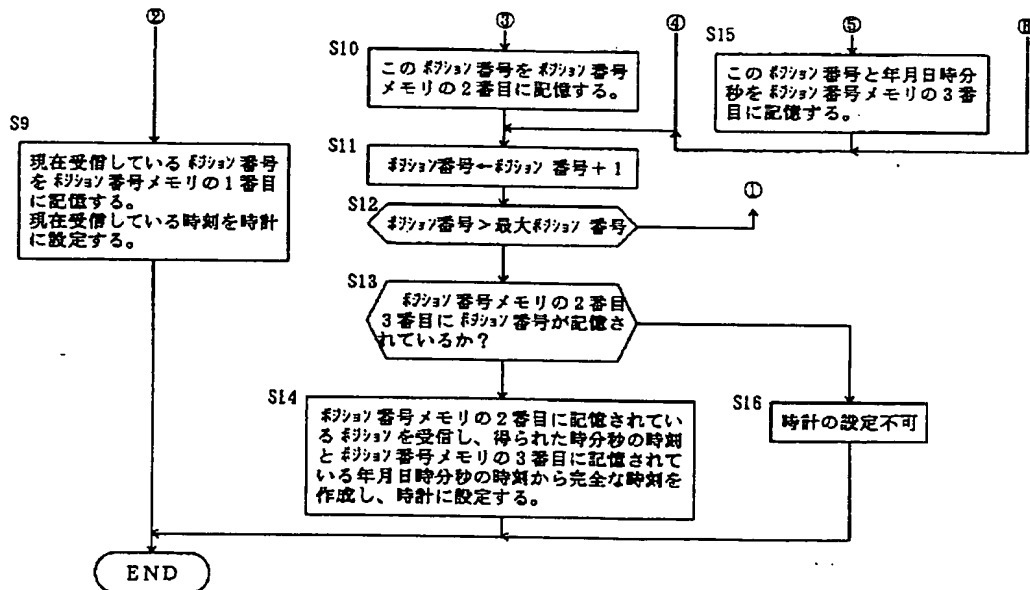 ②
③
④
⑤
⑥
S9
現在受信しているポジション番号
をポジション番号メモリの1番目
に記憶する。
現在受信している時刻を時計
に設定する。
S10
このポジション番号をポジション番号
メモリの2番目に記憶する。
S15
このポジション番号と年月日時分
秒をポジション番号メモリの3番
目に記憶する。
S11
ポジション番号←ポジション番号+1
S12
ポジション番号>最大ポジション番号
①
S13
ポジション番号メモリの2番目
3番目にポジション番号が記憶さ
れているか?
S14
ポジション番号メモリの2番目に記憶されてい
るポジションを受信し、得られた時分秒の時刻
とポジション番号メモリの3番目に記憶されて
いる年月日時分秒の時刻から完全な時刻を
作成し、時計に設定する。
S16
時計の設定不可
END